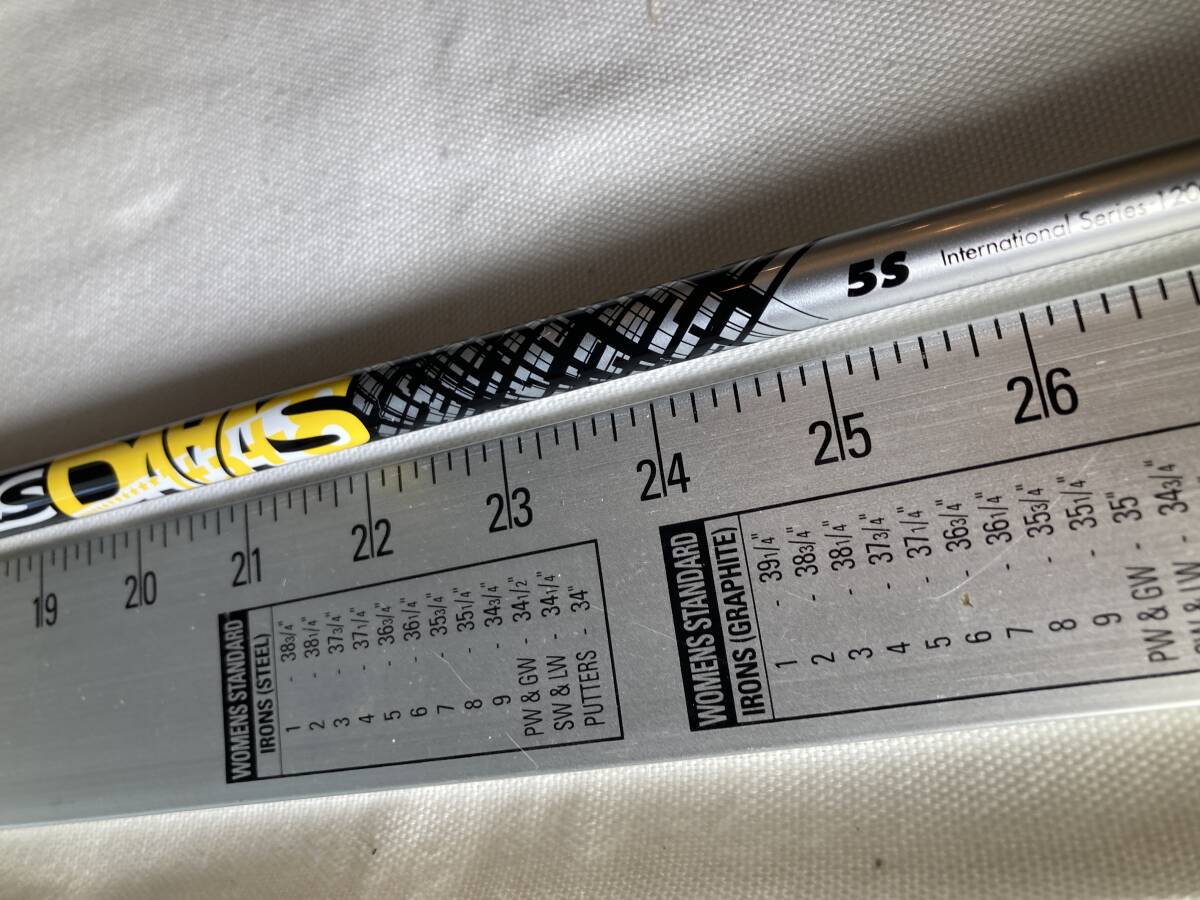 5S International Series
BASSARA
19 20 21 22 23 24 25 26
WOMENS STANDARD
IRONS (STEEL)
1 - 38 3/4"
2 - 38 1/4"
3 - 37 3/4"
4 - 37 1/4"
5 - 36 3/4"
6 - 36 1/4"
7 - 35 3/4"
8 - 35 1/4"
9 - 34 3/4"
PW & GW - 34 1/2"
SW & LW - 34 1/4"
PUTTERS - 34"
WOMENS STANDARD
IRONS (GRAPHITE)
1 - 39 1/4"
2 - 38 3/4"
3 - 38 1/4"
4 - 37 3/4"
5 - 37 1/4"
6 - 36 3/4"
7 - 36 1/4"
8 - 35 3/4"
9 - 35 1/4"
PW & GW - 35"
& LW - 34 3/4"